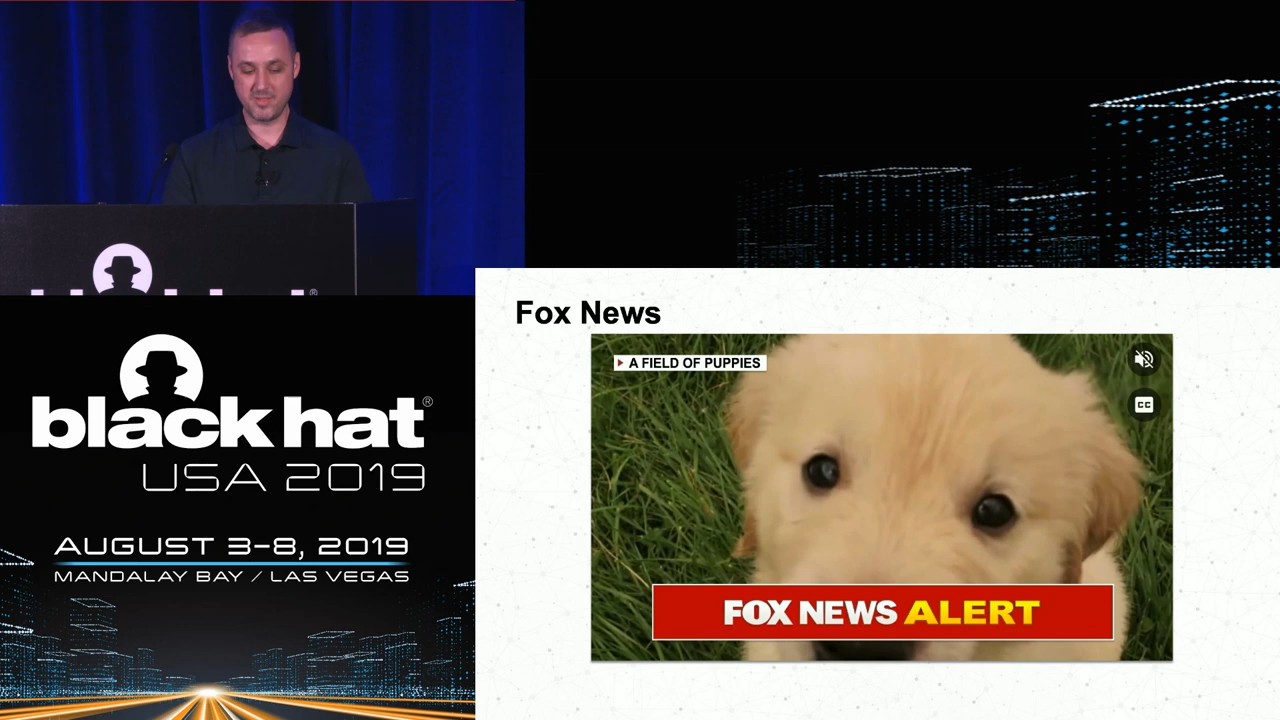 black hat®
USA 2019
AUGUST 3-8, 2019
MANDALAY BAY / LAS VEGAS
Fox News
A FIELD OF PUPPIES
CC
FOX NEWS ALERT